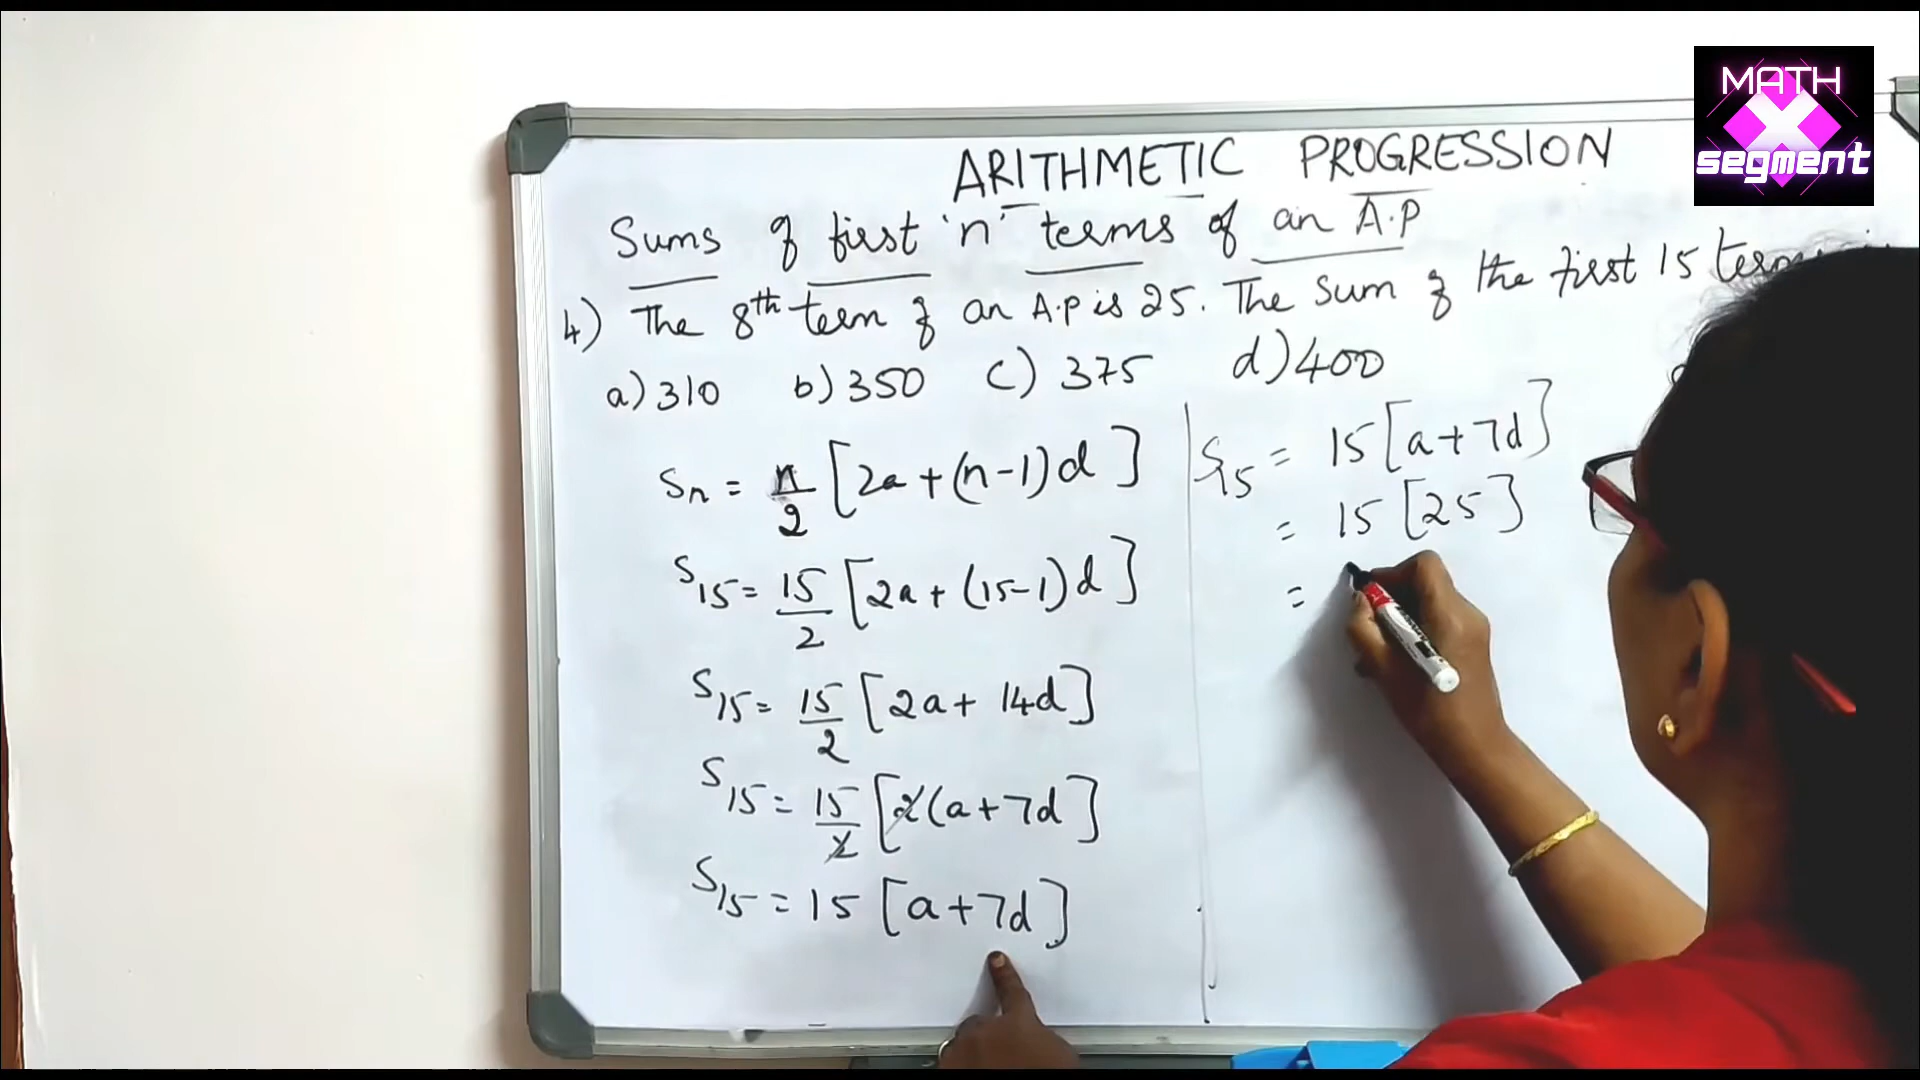 MATH
segment
ARITHMETIC PROGRESSION
Sums of first 'n' terms of an A.P
4) The 8th term of an A.P is 25. The Sum of the first 15 terms
a) 310 b) 350 c) 375 d) 400
Sn = n/2 [2a + (n-1)d]
S15 = 15/2 [2a + (15-1)d]
S15 = 15/2 [2a + 14d]
S15 = 15/2 [2(a + 7d]
S15 = 15 [a + 7d]
S15 = 15 [a + 7d]
= 15 [25]
=